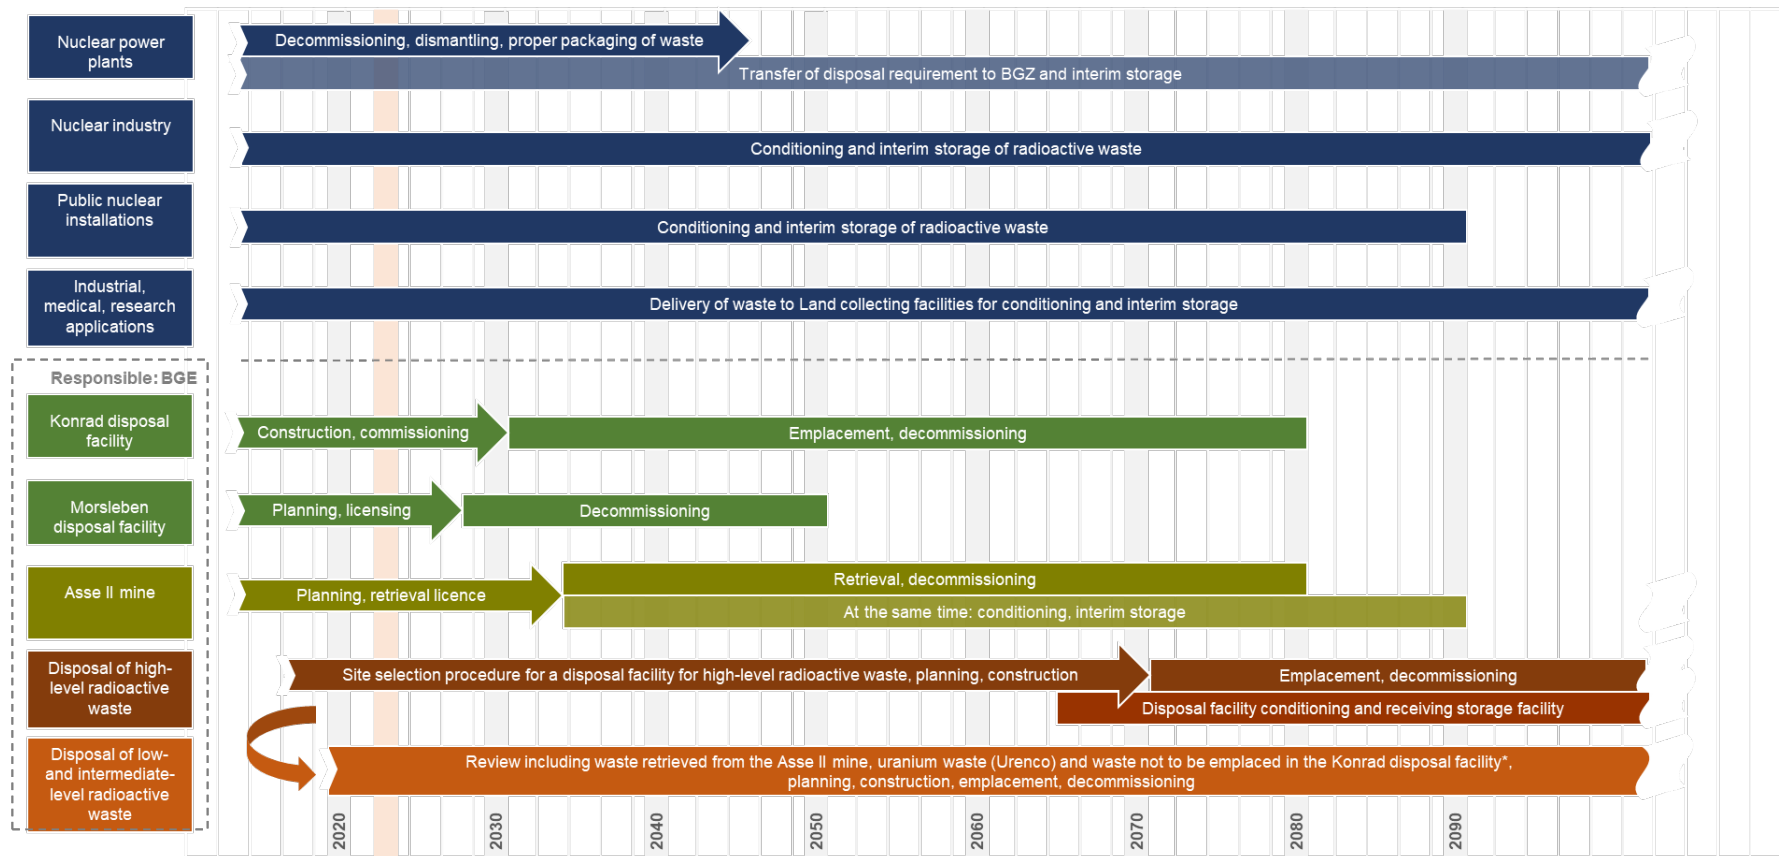 Nuclear power
plants
Decommissioning, dismantling, proper packaging of waste
Transfer of disposal requirement to BGZ and interim storage
Nuclear industry
Conditioning and interim storage of radioactive waste
Public nuclear
installations
Conditioning and interim storage of radioactive waste
Industrial,
medical, research
applications
Delivery of waste to Land collecting facilities for conditioning and interim storage
Responsible: BGE
Konrad disposal
facility
Construction, commissioning
Emplacement, decommissioning
Morsleben
disposal facility
Planning, licensing
Decommissioning
Asse II mine
Planning, retrieval licence
Retrieval, decommissioning
At the same time: conditioning, interim storage
Disposal of high-
level radioactive
waste
Site selection procedure for a disposal facility for high-level radioactive waste, planning, construction
Emplacement, decommissioning
Disposal facility conditioning and receiving storage facility
Disposal of low-
and intermediate-
level radioactive
waste
Review including waste retrieved from the Asse II mine, uranium waste (Urenco) and waste not to be emplaced in the Konrad disposal facility*,
planning, construction, emplacement, decommissioning
2020
2030
2040
2050
2060
2070
2080
2090